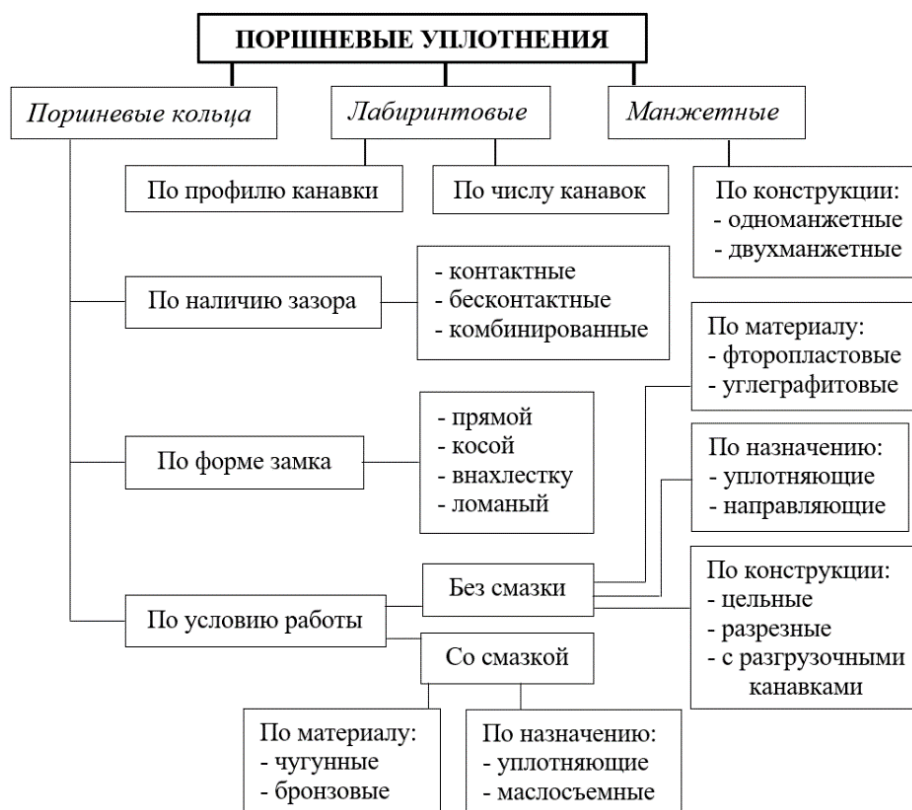 ПОРШНЕВЫЕ УПЛОТНЕНИЯ
Поршневые кольца
Лабиринтовые
Манжетные
По профилю канавки
По числу канавок
По конструкции:
- одноманжетные
- двухманжетные
По наличию зазора
- контактные
- бесконтактные
- комбинированные
По материалу:
- фторопластовые
- углеграфитовые
По форме замка
- прямой
- косой
- внахлестку
- ломаный
По назначению:
- уплотняющие
- направляющие
По условию работы
Без смазки
По конструкции:
- цельные
- разрезные
- с разгрузочными
канавками
Со смазкой
По материалу:
- чугунные
- бронзовые
По назначению:
- уплотняющие
- маслосъемные